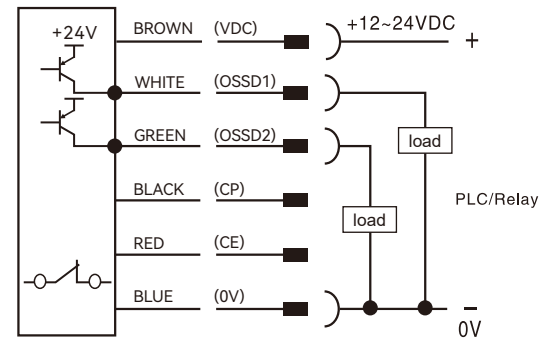 +24V
BROWN (VDC) +12~24VDC +
WHITE (OSSD1)
GREEN (OSSD2) load
BLACK (CP) PLC/Relay
load
RED (CE)
BLUE (0V) −
0V